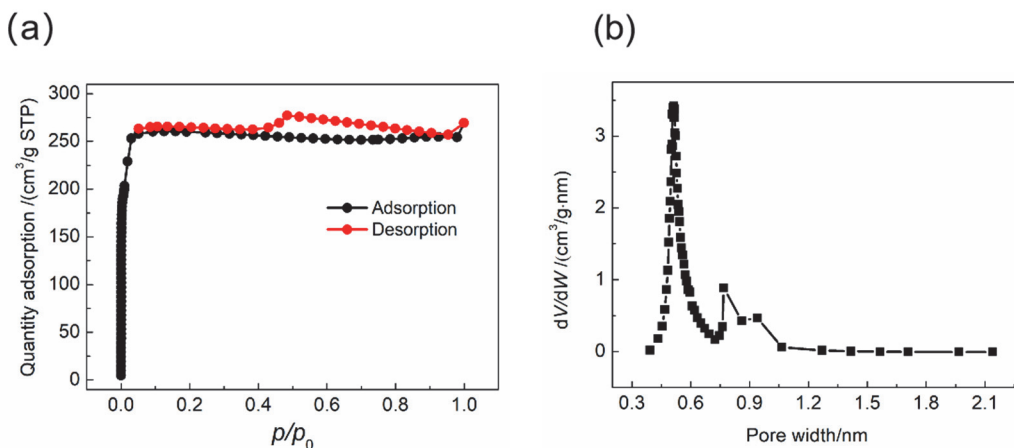 (a)
(b)
Quantity adsorption /(cm³/g STP)
300
250
200
150
100
50
0
Adsorption
Desorption
0.0 0.2 0.4 0.6 0.8 1.0
p/p₀
dV/dW /(cm³/g·nm)
3
2
1
0
0.3 0.6 0.9 1.2 1.5 1.8 2.1
Pore width/nm